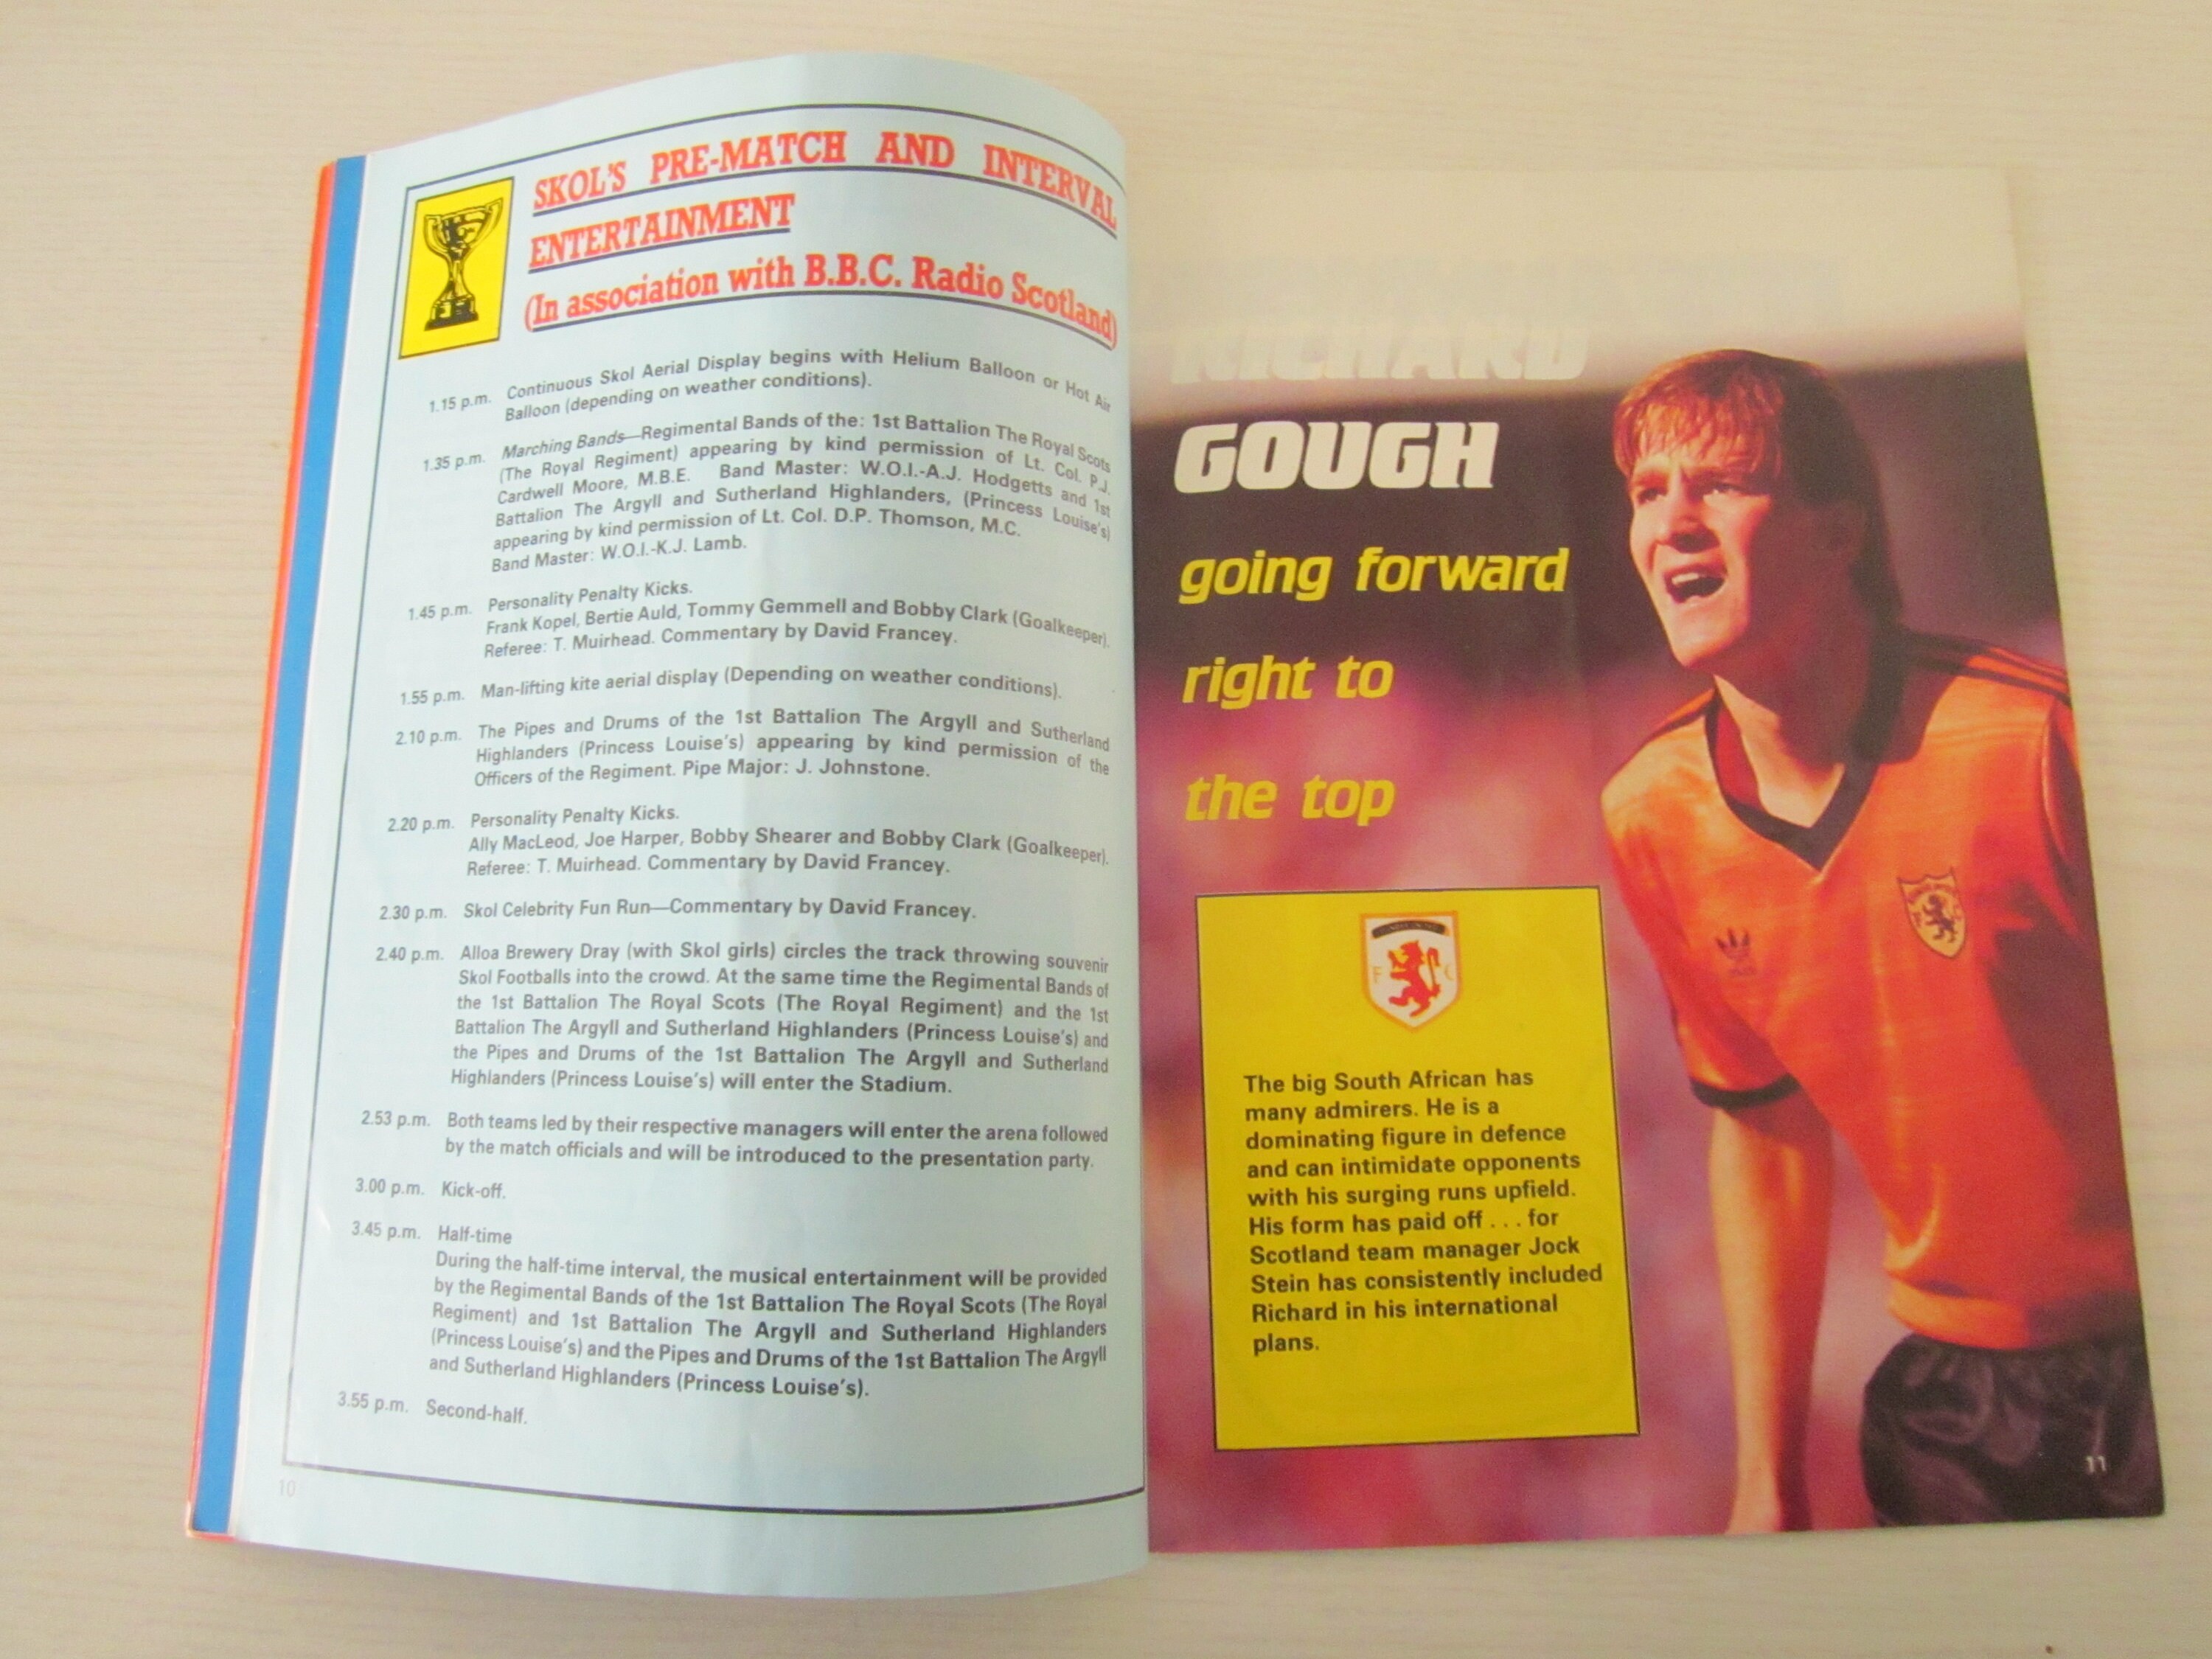 SKOL'S PRE-MATCH AND INTERVAL
ENTERTAINMENT
(In association with B.B.C. Radio Scotland)
1.15 p.m. Continuous Skol Aerial Display begins with Helium Balloon or Hot Air
Balloon (depending on weather conditions).
1.35 p.m. Marching Bands—Regimental Bands of the: 1st Battalion The Royal Scots
(The Royal Regiment) appearing by kind permission of Lt. Col. P.J.
Cardwell Moore, M.B.E. Band Master: W.O.I.-A.J. Hodgetts and 1st
Battalion The Argyll and Sutherland Highlanders, (Princess Louise's)
appearing by kind permission of Lt. Col. D.P. Thomson, M.C.
Band Master: W.O.I.-K.J. Lamb.
1.45 p.m. Personality Penalty Kicks.
Frank Kopel, Bertie Auld, Tommy Gemmell and Bobby Clark (Goalkeeper).
Referee: T. Muirhead. Commentary by David Francey.
1.55 p.m. Man-lifting kite aerial display (Depending on weather conditions).
2.10 p.m. The Pipes and Drums of the 1st Battalion The Argyll and Sutherland
Highlanders (Princess Louise's) appearing by kind permission of the
Officers of the Regiment. Pipe Major: J. Johnstone.
2.20 p.m. Personality Penalty Kicks.
Ally MacLeod, Joe Harper, Bobby Shearer and Bobby Clark (Goalkeeper).
Referee: T. Muirhead. Commentary by David Francey.
2.30 p.m. Skol Celebrity Fun Run—Commentary by David Francey.
2.40 p.m. Alloa Brewery Dray (with Skol girls) circles the track throwing souvenir
Skol Footballs into the crowd. At the same time the Regimental Bands of
the 1st Battalion The Royal Scots (The Royal Regiment) and the 1st
Battalion The Argyll and Sutherland Highlanders (Princess Louise's) and
the Pipes and Drums of the 1st Battalion The Argyll and Sutherland
Highlanders (Princess Louise's) will enter the Stadium.
2.53 p.m. Both teams led by their respective managers will enter the arena followed
by the match officials and will be introduced to the presentation party.
3.00 p.m. Kick-off.
3.45 p.m. Half-time
During the half-time interval, the musical entertainment will be provided
by the Regimental Bands of the 1st Battalion The Royal Scots (The Royal
Regiment) and 1st Battalion The Argyll and Sutherland Highlanders
(Princess Louise's) and the Pipes and Drums of the 1st Battalion The Argyll
and Sutherland Highlanders (Princess Louise's).
3.55 p.m. Second-half.
10
RICHARD
GOUGH
going forward
right to
the top
F C
The big South African has
many admirers. He is a
dominating figure in defence
and can intimidate opponents
with his surging runs upfield.
His form has paid off . . . for
Scotland team manager Jock
Stein has consistently included
Richard in his international
plans.
11